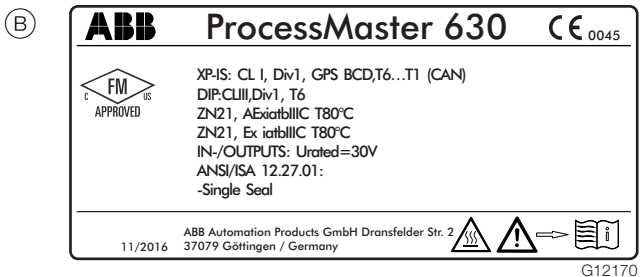 B
ABB ProcessMaster 630 CE 0045
XP-IS: CL I, Div1, GPS BCD,T6...T1 (CAN)
FM
C US
APPROVED
DIP:CLIII,Div1, T6
ZN21, AExiatbIIIC T80°C
ZN21, Ex iatbIIIC T80°C
IN-/OUTPUTS: Urated=30V
ANSI/ISA 12.27.01:
-Single Seal
11/2016
ABB Automation Products GmbH Dransfelder Str. 2
37079 Göttingen / Germany
i
G12170